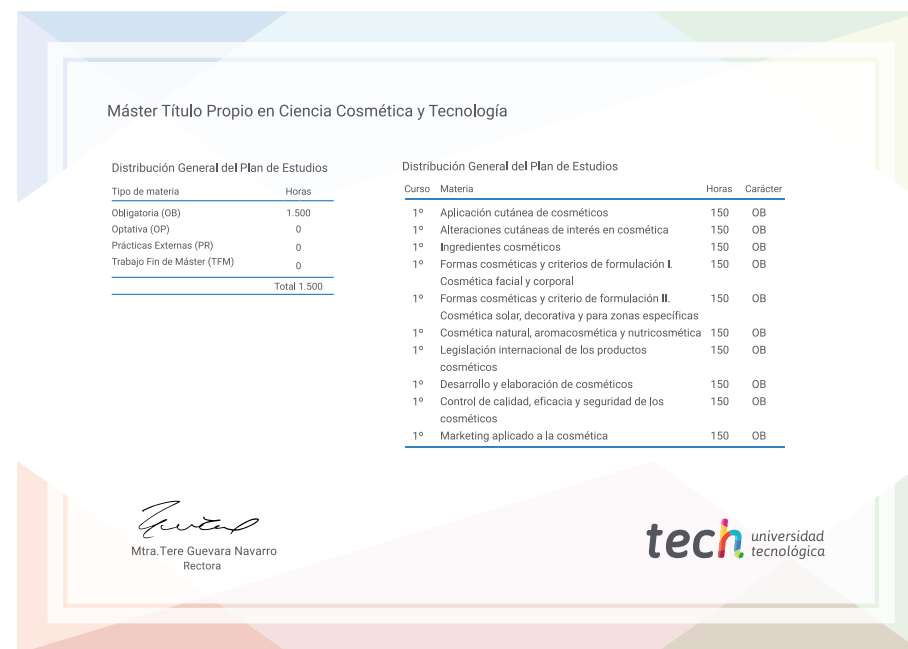 Máster Título Propio en Ciencia Cosmética y Tecnología
Distribución General del Plan de Estudios
Tipo de materia Horas
Obligatoria (OB) 1.500
Optativa (OP) 0
Prácticas Externas (PR) 0
Trabajo Fin de Máster (TFM) 0
Total 1.500
Distribución General del Plan de Estudios
Curso Materia Horas Carácter
1º Aplicación cutánea de cosméticos 150 OB
1º Alteraciones cutáneas de interés en cosmética 150 OB
1º Ingredientes cosméticos 150 OB
1º Formas cosméticas y criterios de formulación I. 150 OB
Cosmética facial y corporal
1º Formas cosméticas y criterio de formulación II. 150 OB
Cosmética solar, decorativa y para zonas específicas
1º Cosmética natural, aromacosmética y nutricosmética 150 OB
1º Legislación internacional de los productos 150 OB
cosméticos
1º Desarrollo y elaboración de cosméticos 150 OB
1º Control de calidad, eficacia y seguridad de los 150 OB
cosméticos
1º Marketing aplicado a la cosmética 150 OB
Mtra.Tere Guevara Navarro
Rectora
tech universidad
tecnológica